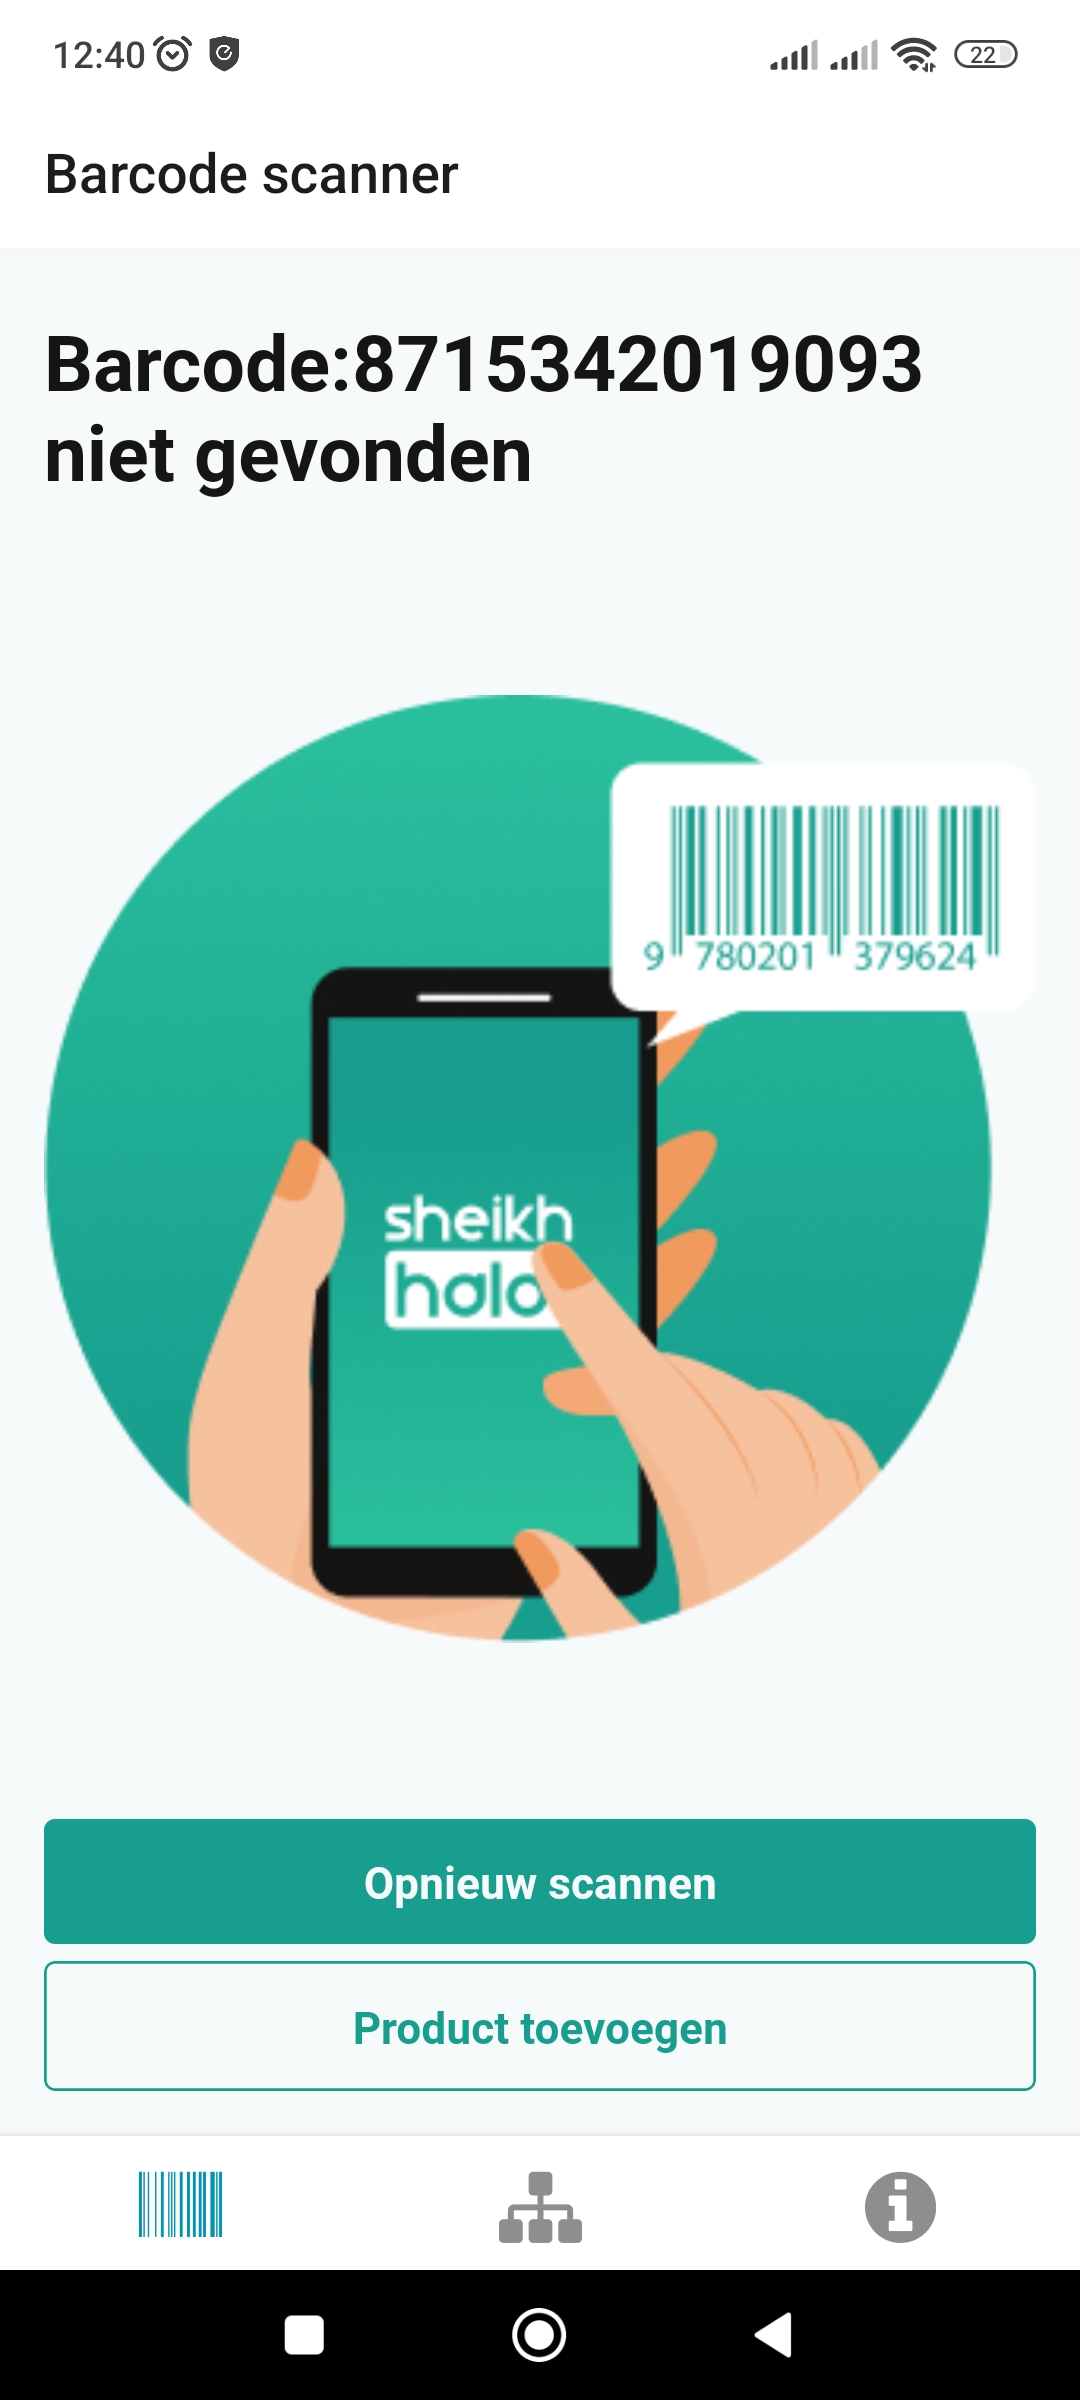 12:40
22
Barcode scanner
Barcode:8715342019093
niet gevonden
9 780201 379624
sheikh
halo
Opnieuw scannen
Product toevoegen